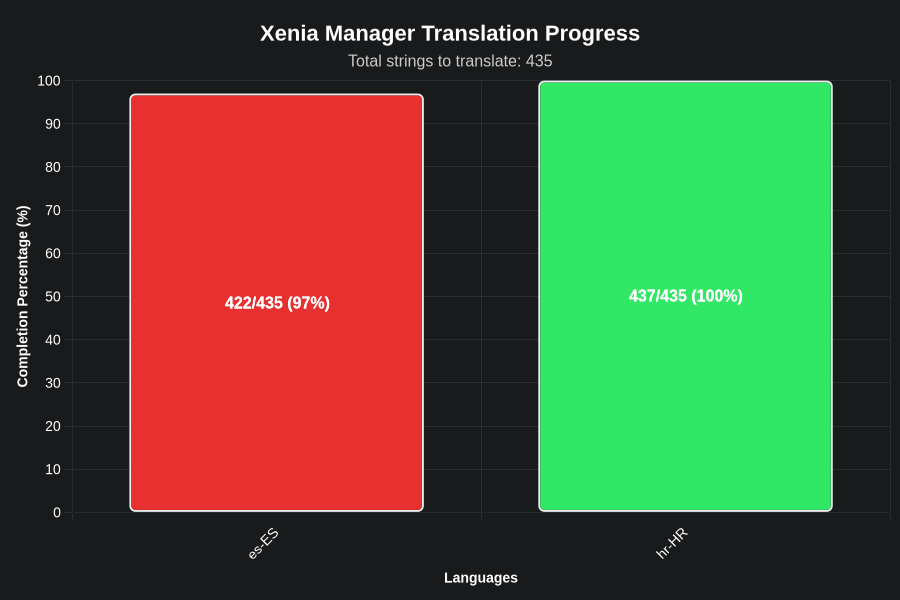 Xenia Manager Translation Progress
Total strings to translate: 435
100
90
80
70
60
50
40
30
20
10
0
Completion Percentage (%)
422/435 (97%)
437/435 (100%)
es-ES
hr-HR
Languages